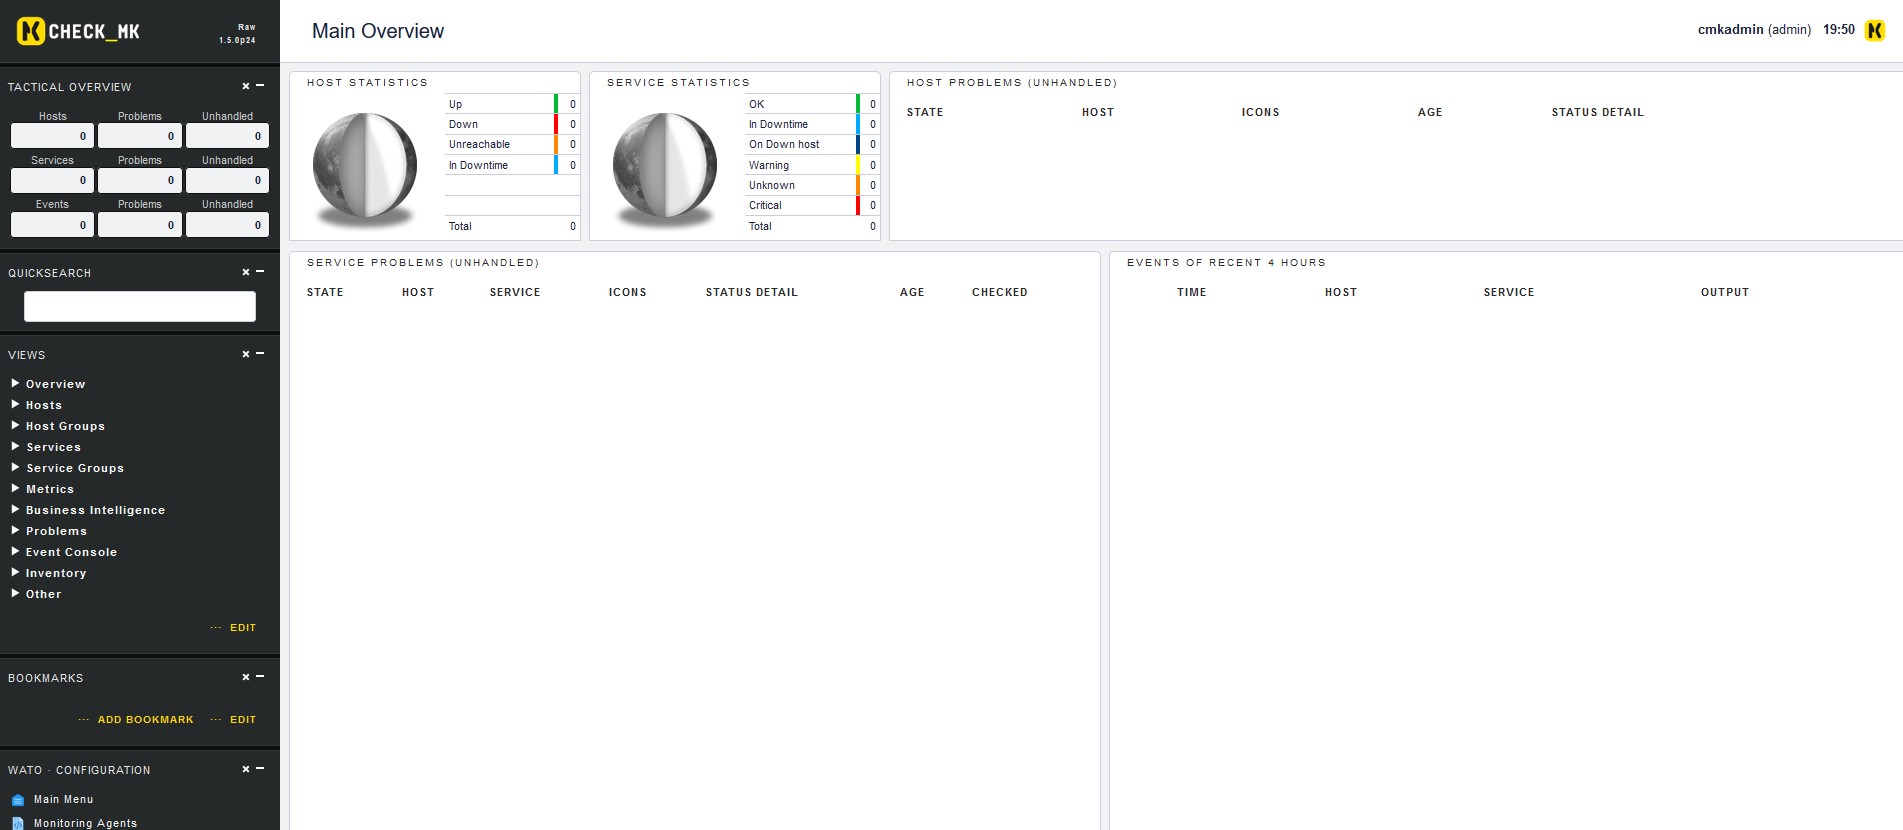 CHECK_MK
Raw
1.5.0p24
Main Overview
cmkadmin (admin) 19:50
TACTICAL OVERVIEW
Hosts Problems Unhandled
0 0 0
Services Problems Unhandled
0 0 0
Events Problems Unhandled
0 0 0
QUICKSEARCH
VIEWS
Overview
Hosts
Host Groups
Services
Service Groups
Metrics
Business Intelligence
Problems
Event Console
Inventory
Other
EDIT
BOOKMARKS
ADD BOOKMARK EDIT
WATO · CONFIGURATION
Main Menu
Monitoring Agents
HOST STATISTICS
Up 0
Down 0
Unreachable 0
In Downtime 0
Total 0
SERVICE STATISTICS
OK 0
In Downtime 0
On Down host 0
Warning 0
Unknown 0
Critical 0
Total 0
HOST PROBLEMS (UNHANDLED)
STATE HOST ICONS AGE STATUS DETAIL
SERVICE PROBLEMS (UNHANDLED)
STATE HOST SERVICE ICONS STATUS DETAIL AGE CHECKED
EVENTS OF RECENT 4 HOURS
TIME HOST SERVICE OUTPUT